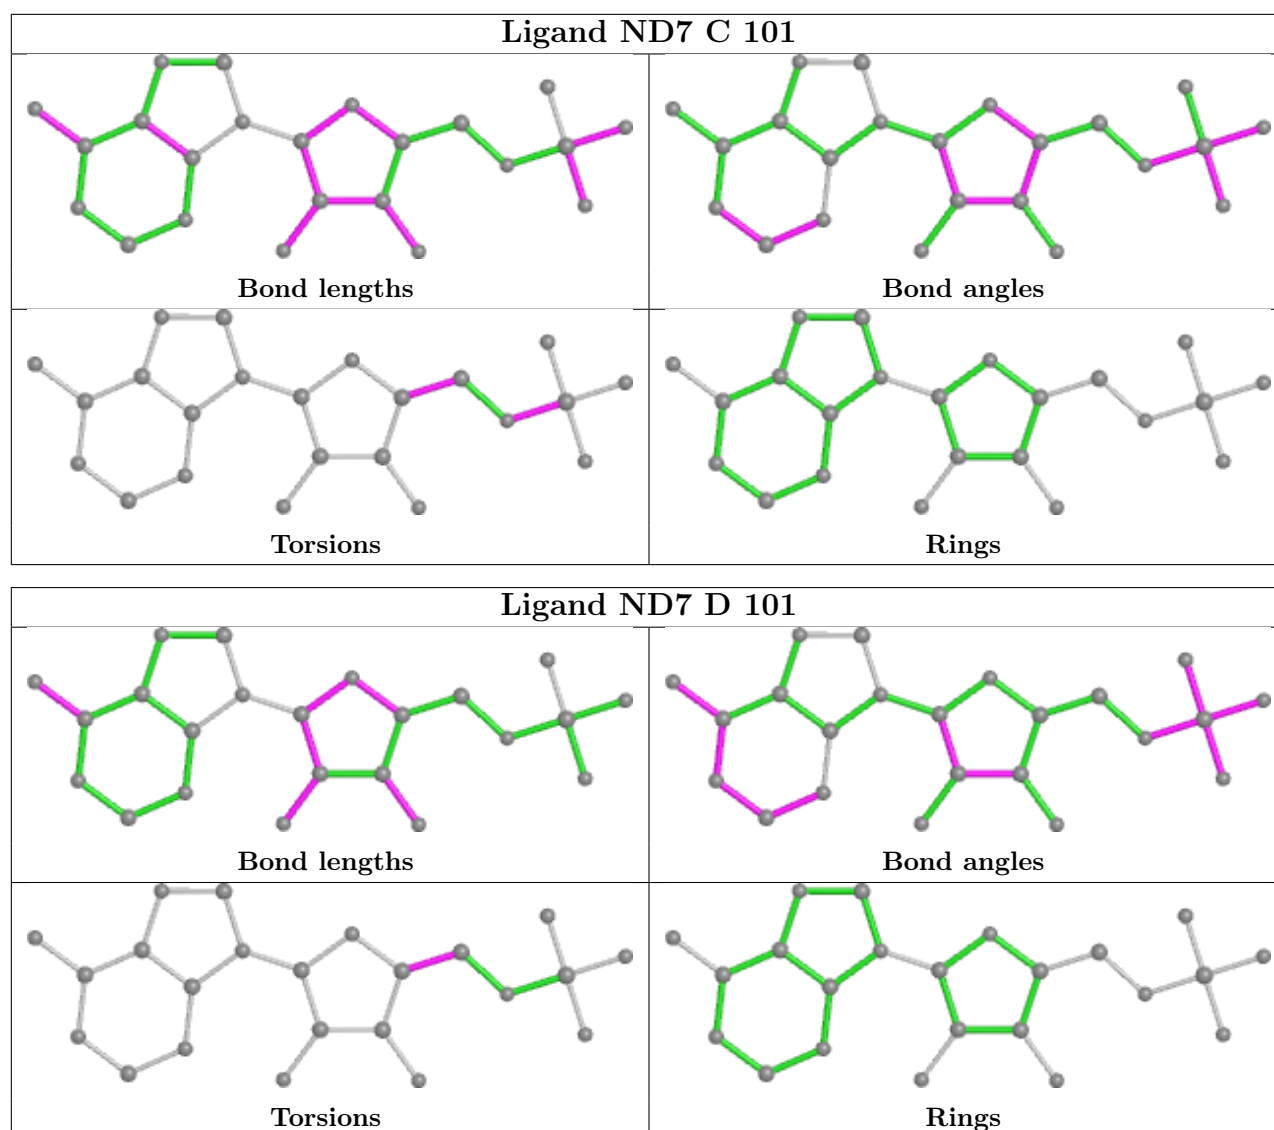 Ligand ND7 C 101
Bond lengths
Bond angles
Torsions
Rings
Ligand ND7 D 101
Bond lengths
Bond angles
Torsions
Rings